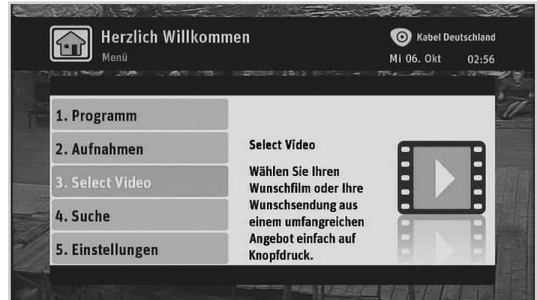 Herzlich Willkommen
Menü
Kabel Deutschland
Mi 06. Okt 02:56
1. Programm
2. Aufnahmen
3. Select Video
4. Suche
5. Einstellungen
Select Video
Wählen Sie Ihren
Wunschfilm oder Ihre
Wunschsendung aus
einem umfangreichen
Angebot einfach auf
Knopfdruck.